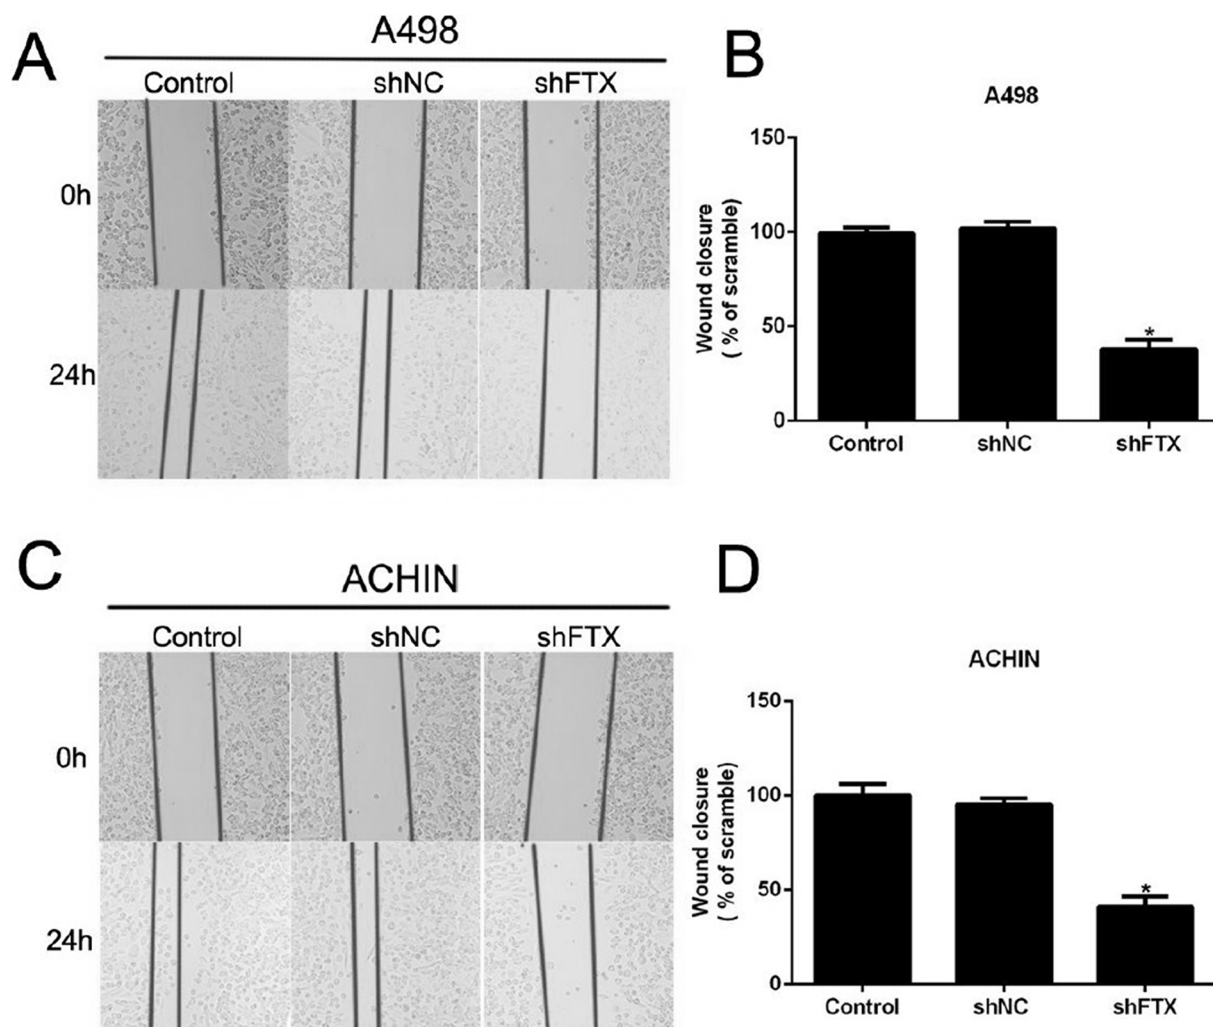 A
A498
Control shNC shFTX
0h
24h
B
A498
150
100
50
0
Wound closure
( % of scramble)
*
Control shNC shFTX
C
ACHIN
Control shNC shFTX
0h
24h
D
ACHIN
150
100
50
0
Wound closure
( % of scramble)
*
Control shNC shFTX